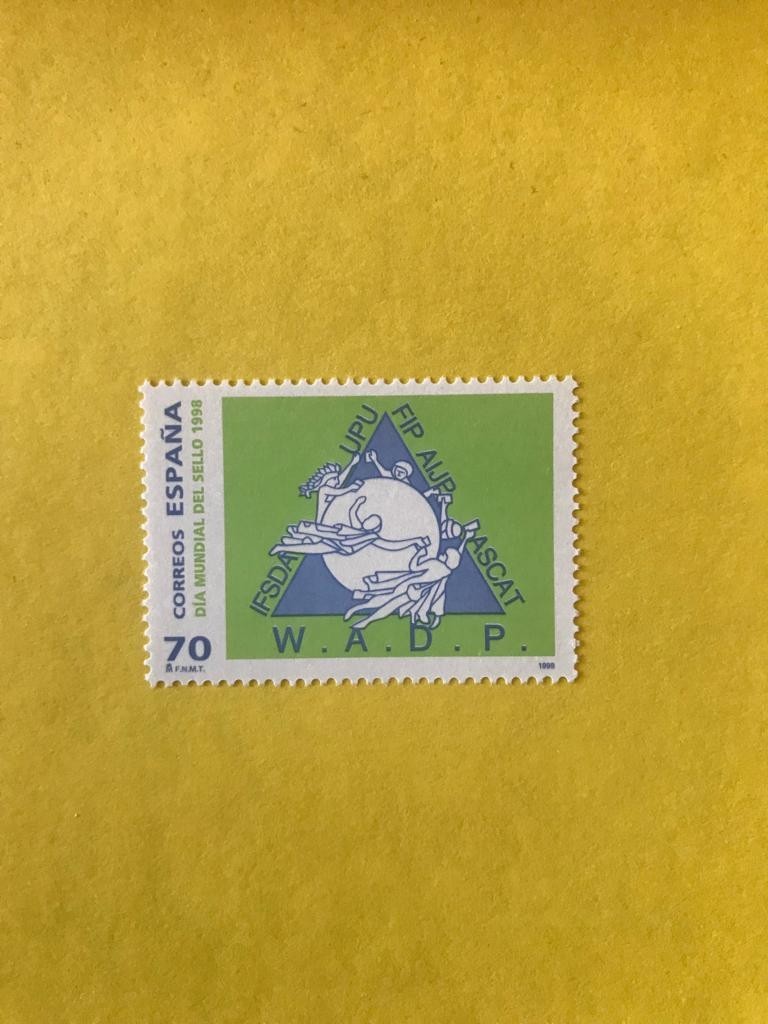 CORREOS ESPAÑA
DÍA MUNDIAL DEL SELLO 1998
70
F.N.M.T.
IFSDA UPU
FIP AIJP ASCAT
W.A.D.P.
1998